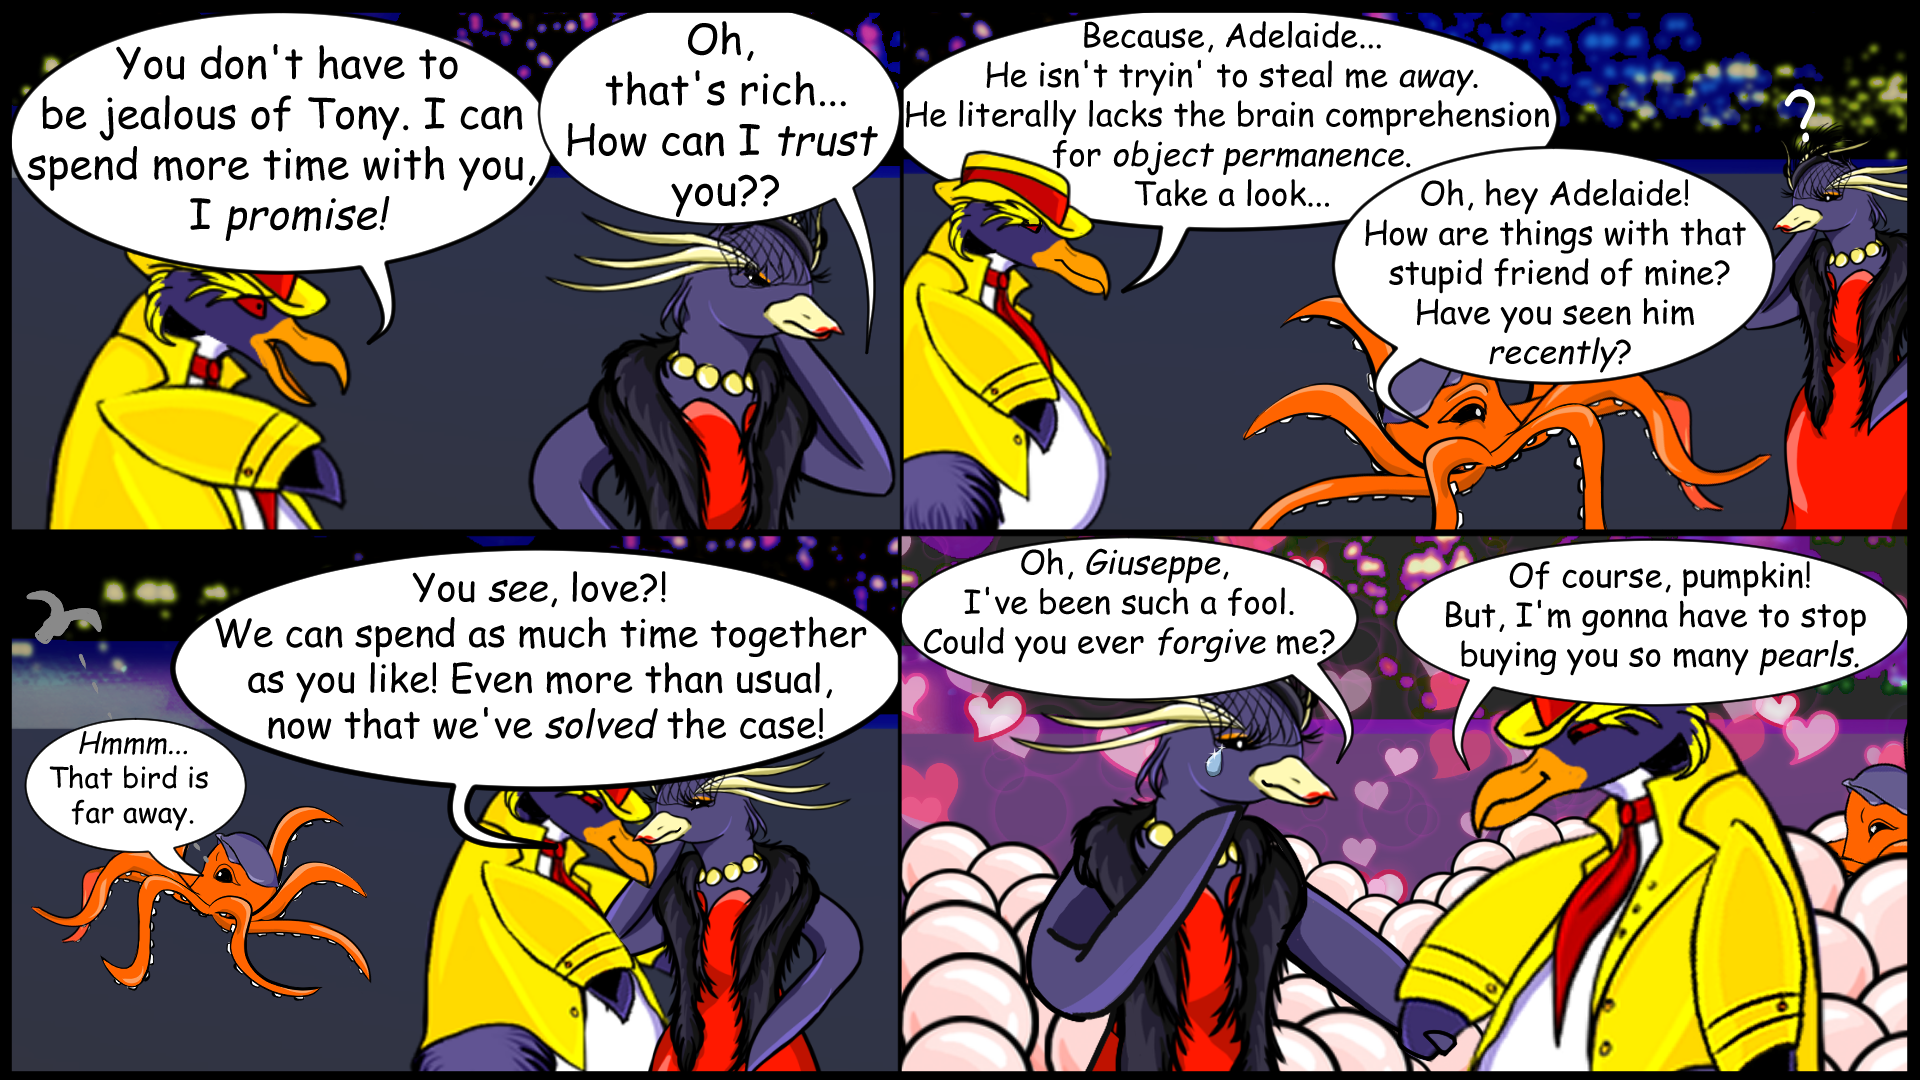 You don't have to
be jealous of Tony. I can
spend more time with you,
I promise!
Oh,
that's rich...
How can I trust
you??
Because, Adelaide...
He isn't tryin' to steal me away.
He literally lacks the brain comprehension
for object permanence.
Take a look...
?
Oh, hey Adelaide!
How are things with that
stupid friend of mine?
Have you seen him
recently?
You see, love?!
We can spend as much time together
as you like! Even more than usual,
now that we've solved the case!
Hmmm...
That bird is
far away.
Oh, Giuseppe,
I've been such a fool.
Could you ever forgive me?
Of course, pumpkin!
But, I'm gonna have to stop
buying you so many pearls.